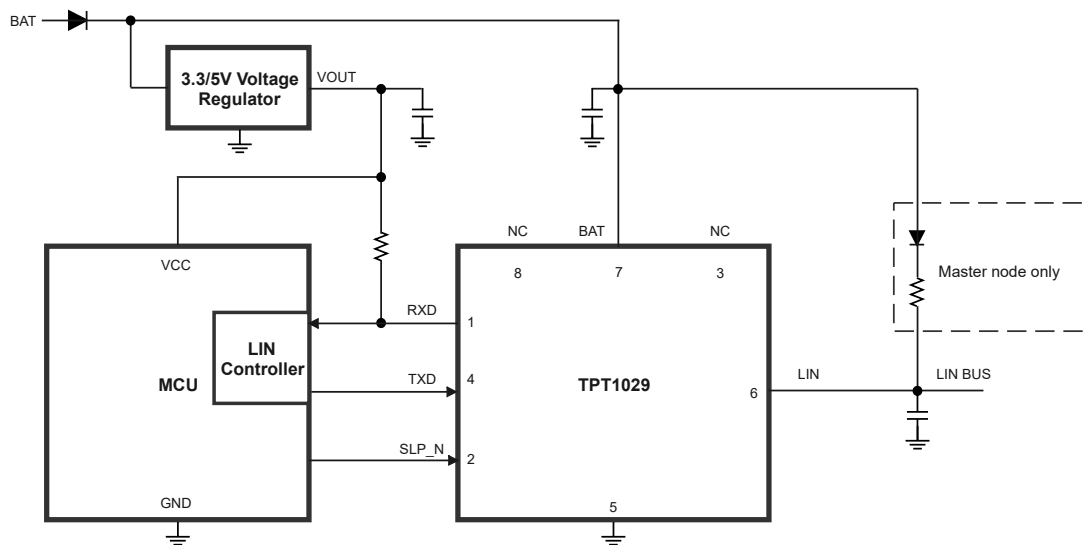 BAT
3.3/5V Voltage
Regulator
VOUT
NC
BAT
NC
VCC
8
7
3
Master node only
RXD
1
LIN
Controller
MCU
TXD
4
TPT1029
LIN
LIN BUS
6
SLP_N
2
GND
5